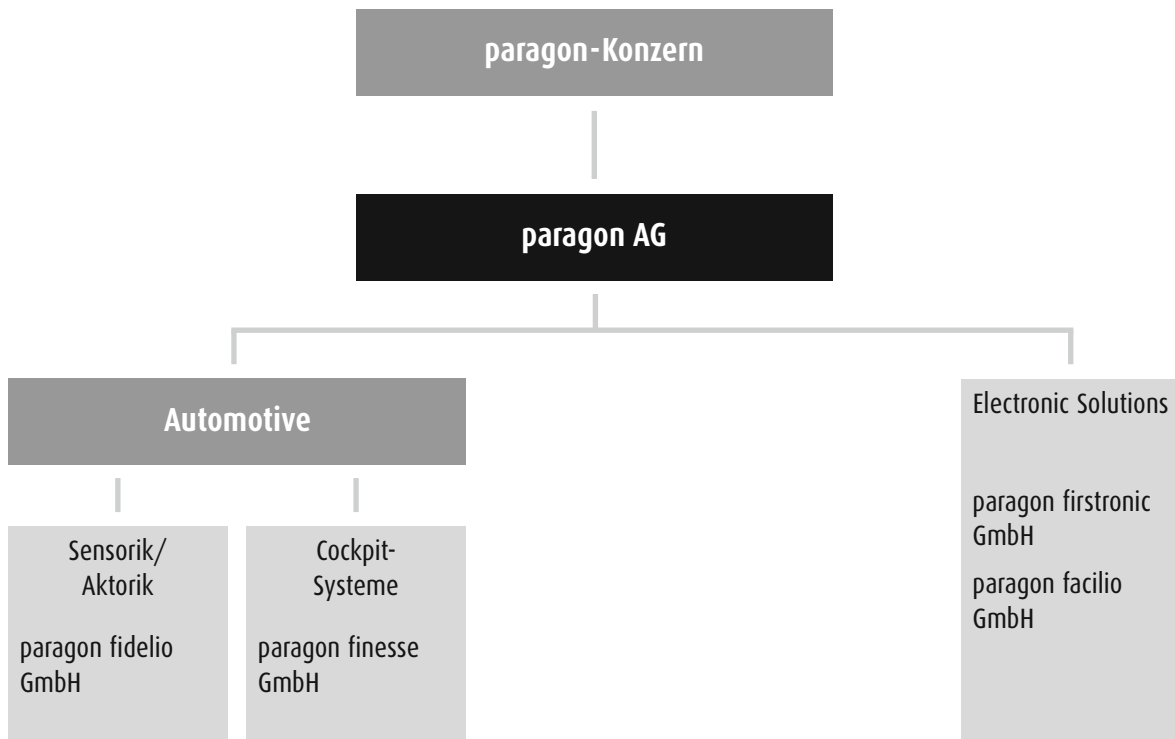 paragon-Konzern
paragon AG
Automotive
Sensorik/
Aktorik
paragon fidelio
GmbH
Cockpit-
Systeme
paragon finesse
GmbH
Electronic Solutions
paragon firstronic
GmbH
paragon facilio
GmbH